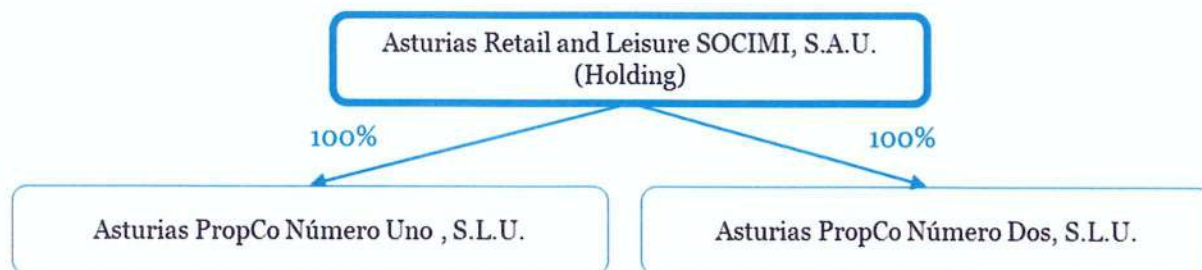 Asturias Retail and Leisure SOCIMI, S.A.U.
(Holding)
100%
100%
Asturias PropCo Número Uno , S.L.U.
Asturias PropCo Número Dos, S.L.U.